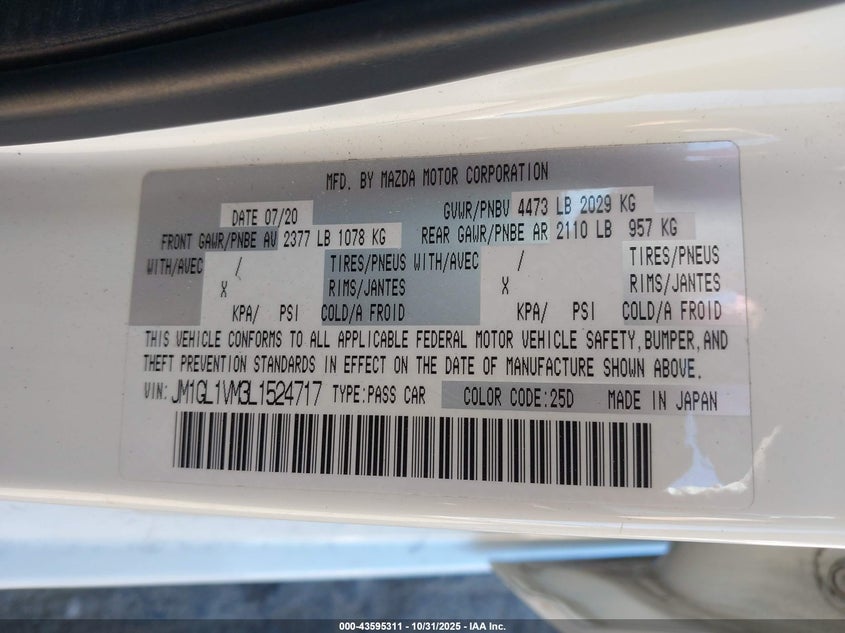 MFD. BY MAZDA MOTOR CORPORATION
DATE 07/20 GVWR/PNBV 4473 LB 2029 KG
FRONT GAWR/PNBE AV 2377 LB 1078 KG REAR GAWR/PNBE AR 2110 LB 957 KG
WITH/AVEC / TIRES/PNEUS WITH/AVEC / TIRES/PNEUS
X RIMS/JANTES X RIMS/JANTES
KPA/ PSI COLD/A FROID KPA/ PSI COLD/A FROID
THIS VEHICLE CONFORMS TO ALL APPLICABLE FEDERAL MOTOR VEHICLE SAFETY, BUMPER, AND
THEFT PREVENTION STANDARDS IN EFFECT ON THE DATE OF MANUFACTURE SHOWN ABOVE.
VIN: JM1GL1VM3L1524717 TYPE:PASS CAR COLOR CODE:25D MADE IN JAPAN
000-43595311 - 10/31/2025 - IAA Inc.